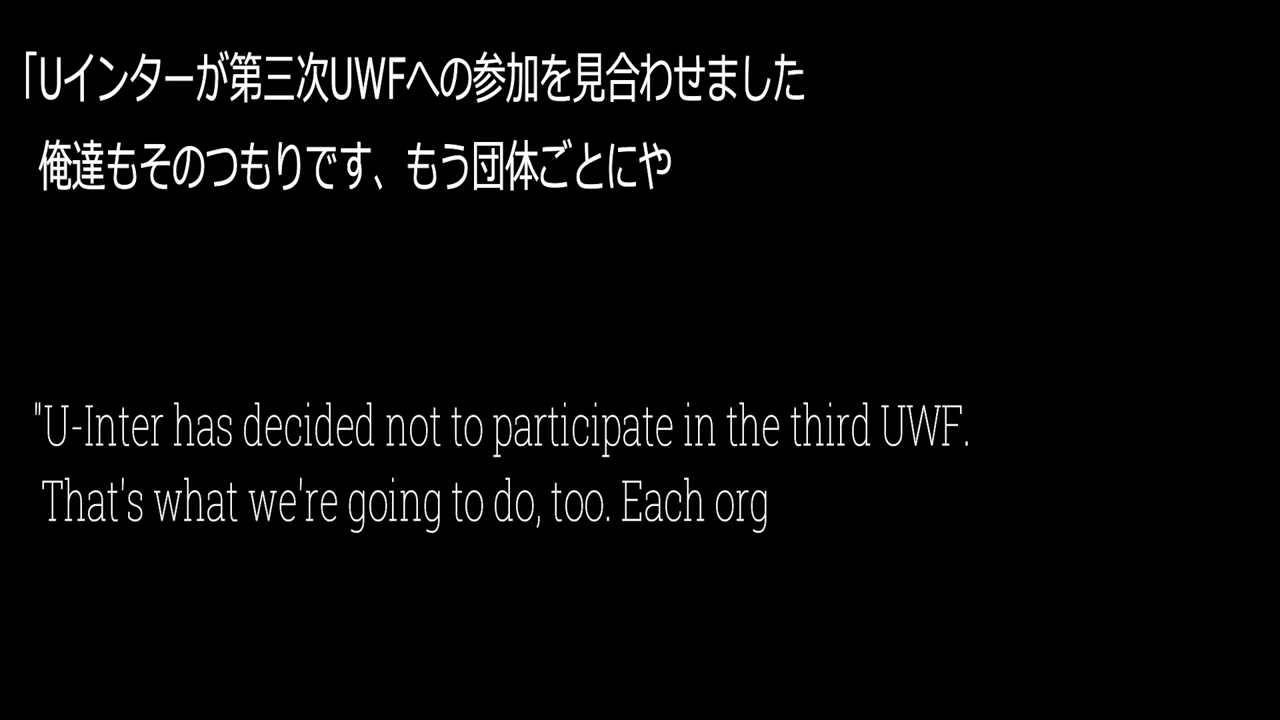 「Uインターが第三次UWFへの参加を見合わせました
俺達もそのつもりです、もう団体ごとにや
"U-Inter has decided not to participate in the third UWF.
That's what we're going to do, too. Each org